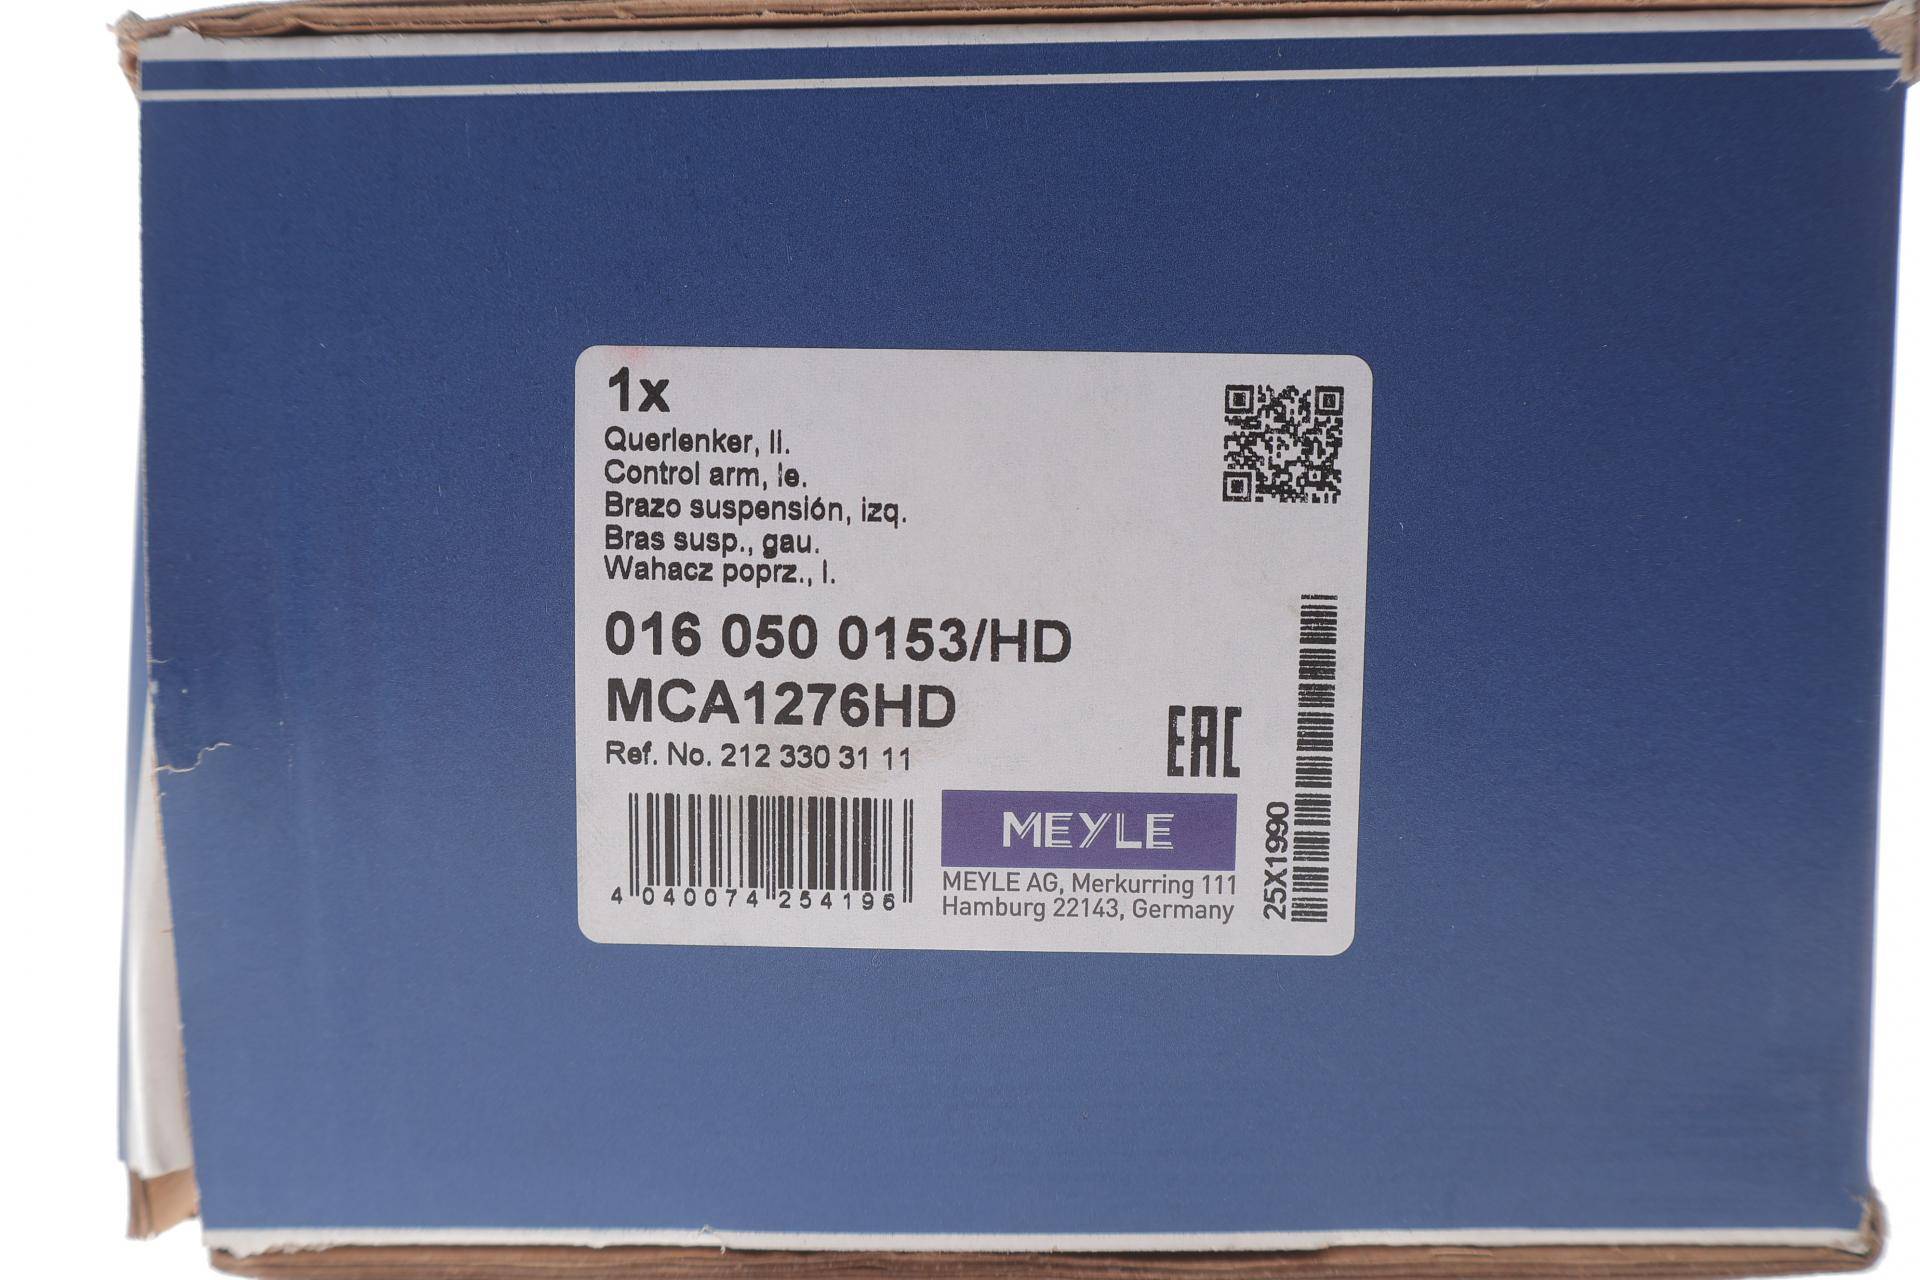 1x
Querlenker, li.
Control arm, le.
Brazo suspensión, izq.
Bras susp., gau.
Wahacz poprz., l.
016 050 0153/HD
MCA1276HD
Ref. No. 212 330 31 11
EAC
4 040074 254196
MEYLE
MEYLE AG, Merkurring 111
Hamburg 22143, Germany
25X1990